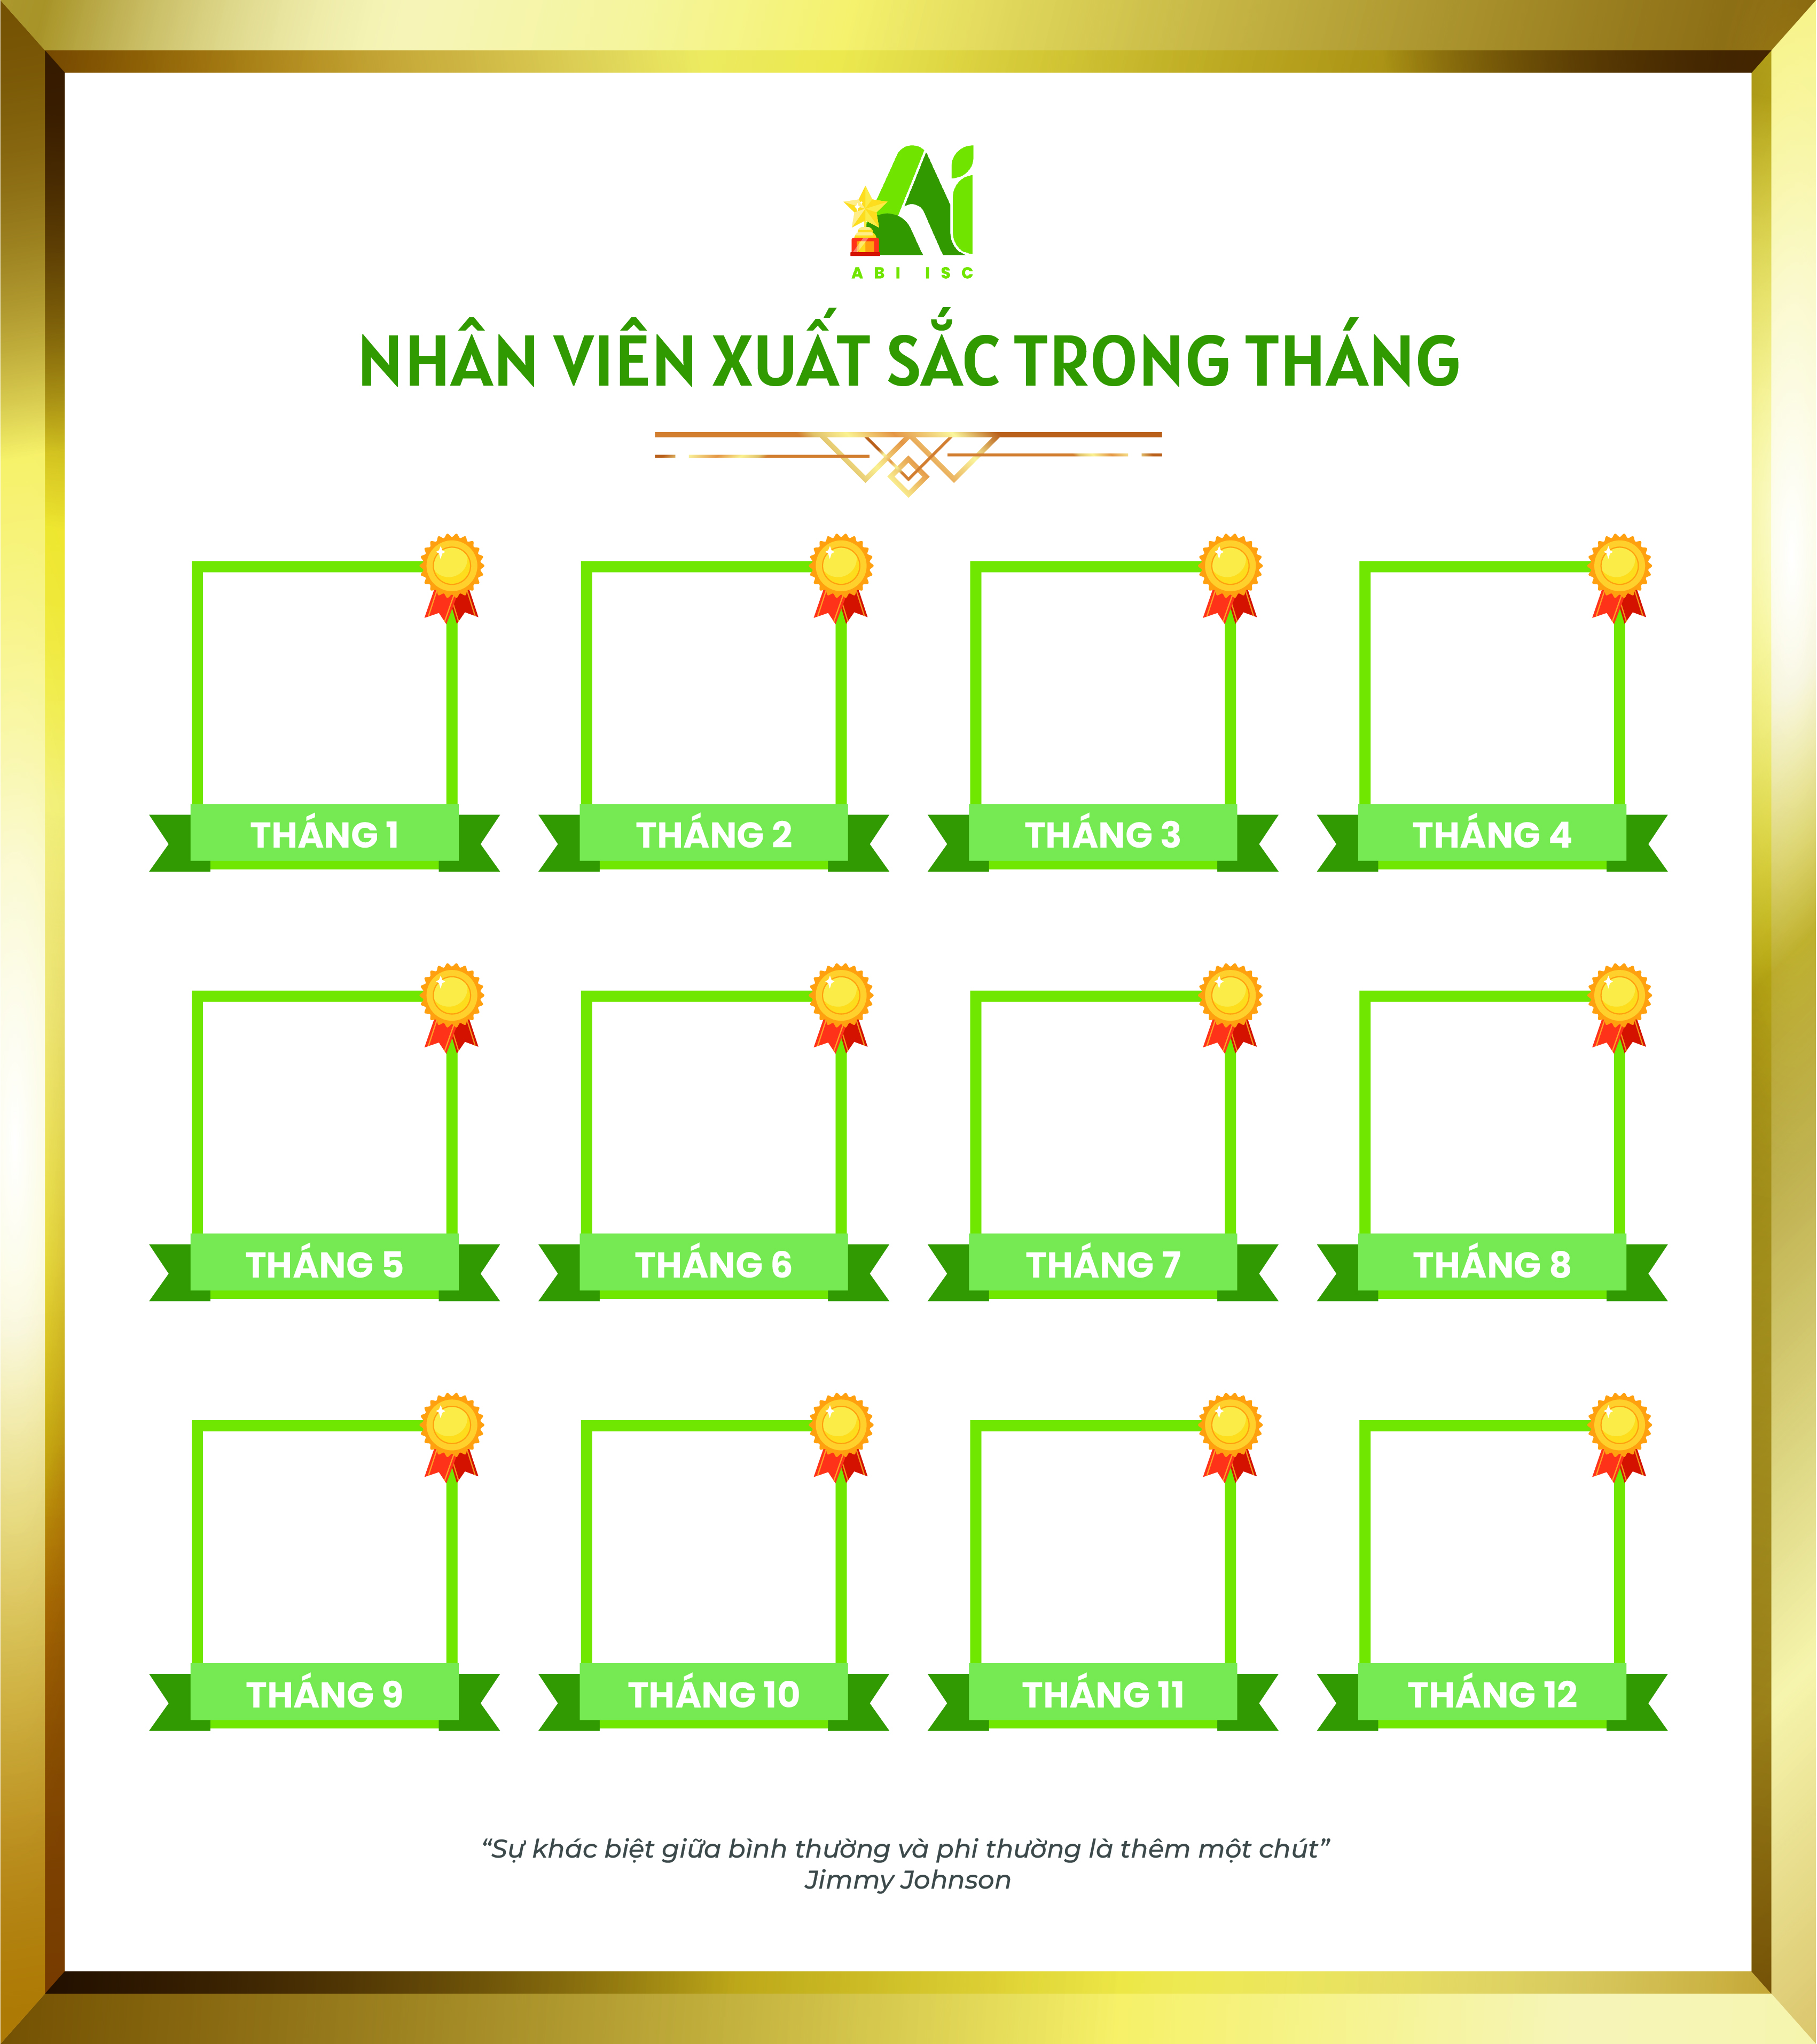 Ai
ABI ISC
NHÂN VIÊN XUẤT SẮC TRONG THÁNG
THÁNG 1
THÁNG 2
THÁNG 3
THÁNG 4
THÁNG 5
THÁNG 6
THÁNG 7
THÁNG 8
THÁNG 9
THÁNG 10
THÁNG 11
THÁNG 12
“Sự khác biệt giữa bình thường và phi thường là thêm một chút”
Jimmy Johnson